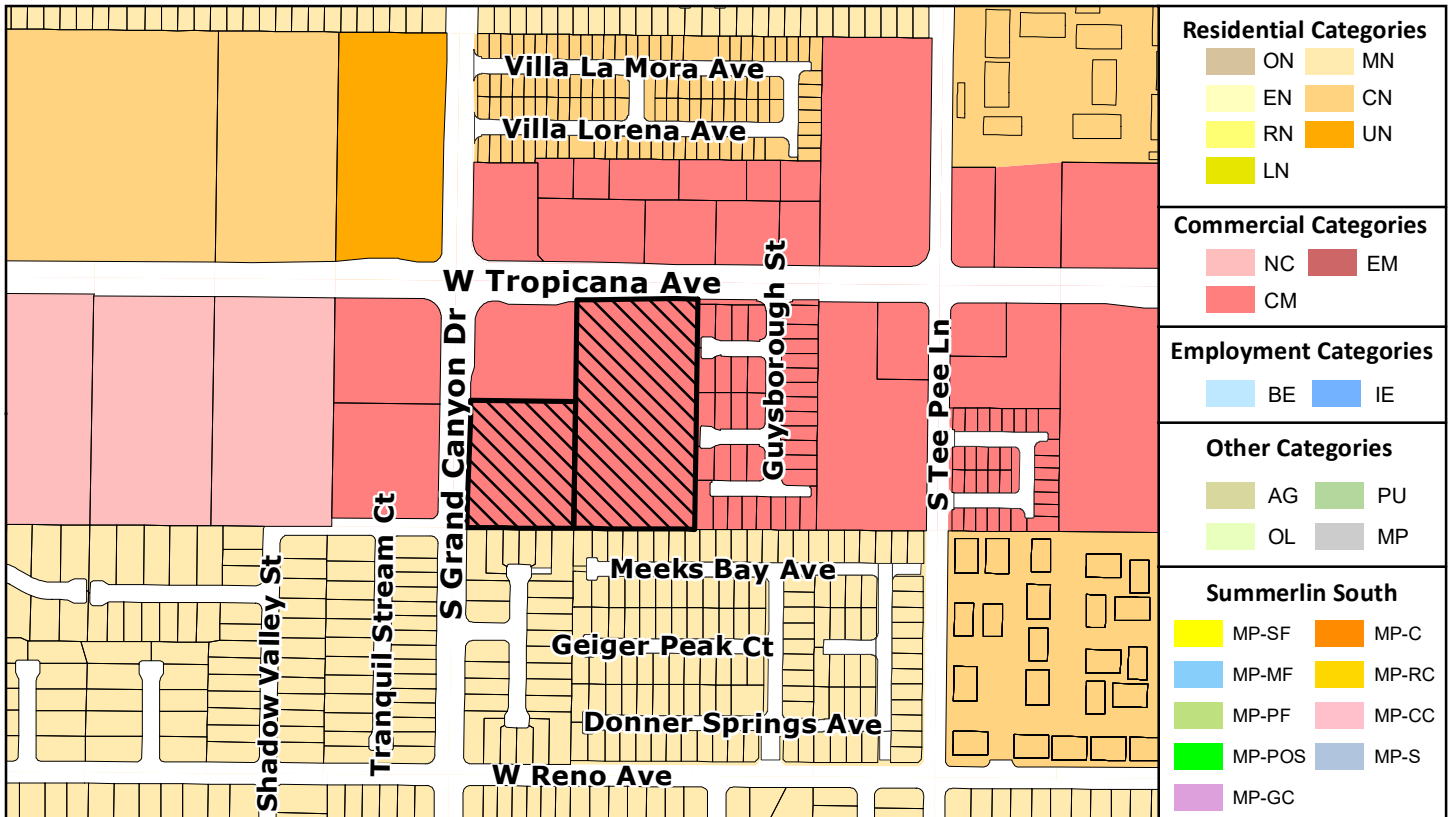 Villa La Mora Ave
Villa Lorena Ave
W Tropicana Ave
S Grand Canyon Dr
Guysborough St
S Tee Pee Ln
Shadow Valley St
Tranquil Stream Ct
Meeks Bay Ave
Geiger Peak Ct
Donner Springs Ave
W Reno Ave
Residential Categories
ON MN
EN CN
RN UN
LN
Commercial Categories
NC EM
CM
Employment Categories
BE IE
Other Categories
AG PU
OL MP
Summerlin South
MP-SF MP-C
MP-MF MP-RC
MP-PF MP-CC
MP-POS MP-S
MP-GC